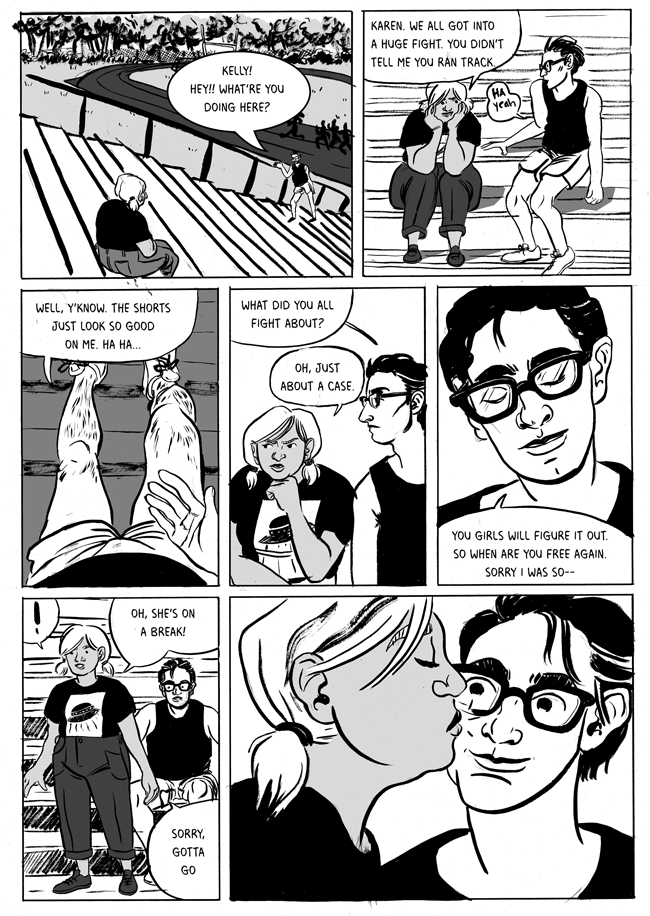 KELLY!
HEY!! WHAT'RE YOU
DOING HERE?
KAREN. WE ALL GOT INTO
A HUGE FIGHT. YOU DIDN'T
TELL ME YOU RAN TRACK.
HA
yeah
WELL, Y'KNOW. THE SHORTS
JUST LOOK SO GOOD
ON ME. HA HA...
WHAT DID YOU ALL
FIGHT ABOUT?
OH, JUST
ABOUT A CASE.
YOU GIRLS WILL FIGURE IT OUT.
SO WHEN ARE YOU FREE AGAIN.
SORRY I WAS SO--
!
OH, SHE'S ON
A BREAK!
SORRY,
GOTTA
GO